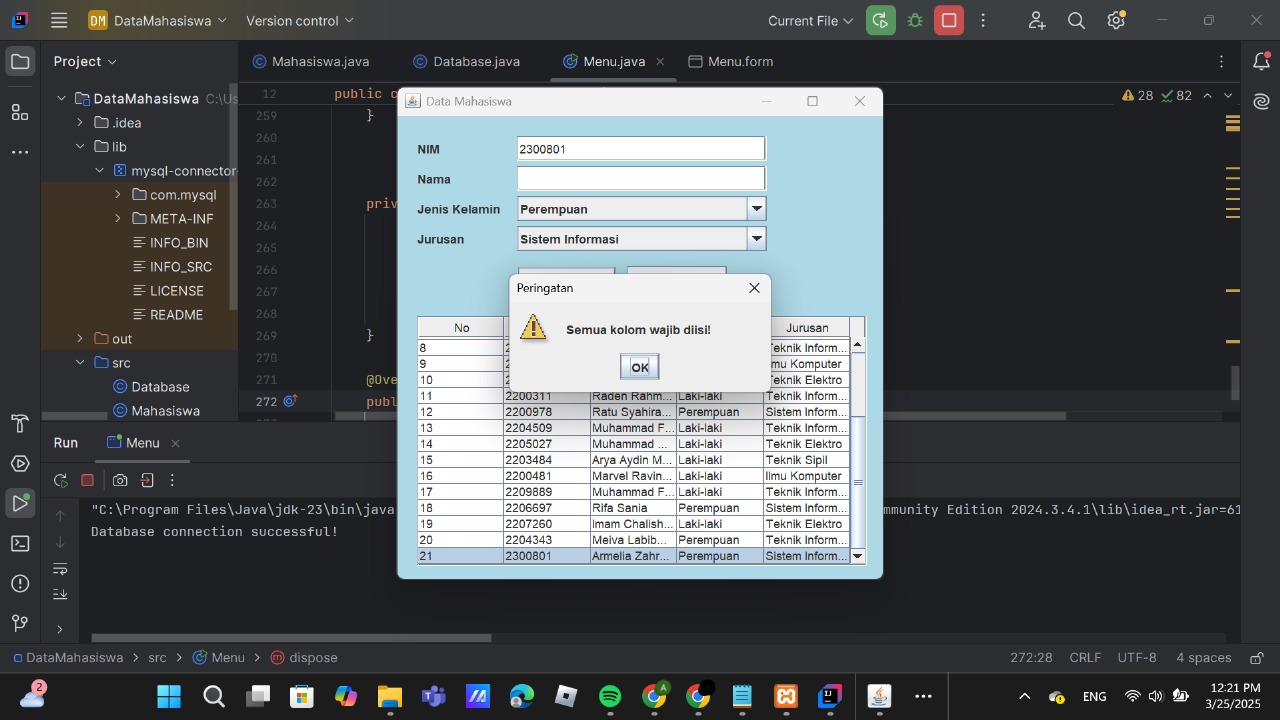 DM DataMahasiswa Version control Current File
Project
Mahasiswa.java Database.java Menu.java Menu.form
DataMahasiswa C:\Us
.idea
lib
mysql-connector
com.mysql
META-INF
INFO_BIN
INFO_SRC
LICENSE
README
out
src
Database
Mahasiswa
12 public c
28 82
259 }
260
261
262
263 priv
264
265
266
267
268
269 }
270
271 @Ove
272 pub
Data Mahasiswa
NIM 2300801
Nama
Jenis Kelamin Perempuan
Jurusan Sistem Informasi
Peringatan
Semua kolom wajib diisi!
OK
No Jurusan
8 Teknik Inform...
9 Komputer
10 Teknik Elektro
11 2200311 Raden Rahm... Laki-laki Teknik Inform...
12 2200978 Ratu Syahira... Perempuan Sistem Inform...
13 2204509 Muhammad F... Laki-laki Teknik Inform...
14 2205027 Muhammad ... Laki-laki Teknik Elektro
15 2203484 Arya Aydin M... Laki-laki Teknik Sipil
16 2200481 Marvel Ravin... Laki-laki Ilmu Komputer
17 2209889 Muhammad F... Laki-laki Teknik Inform...
18 2206697 Rifa Sania Perempuan Sistem Inform...
19 2207260 Imam Chalish... Laki-laki Teknik Elektro
20 2204343 Meiva Labib... Perempuan Teknik Inform...
21 2300801 Armelia Zahr... Perempuan Sistem Inform...
Run Menu
"C:\Program Files\Java\jdk-23\bin\java mmunity Edition 2024.3.4.1\lib\idea_rt.jar=61
Database connection successful!
DataMahasiswa > src > Menu > dispose
272:28 CRLF UTF-8 4 spaces
2
A
ENG
12:21 PM
3/25/2025